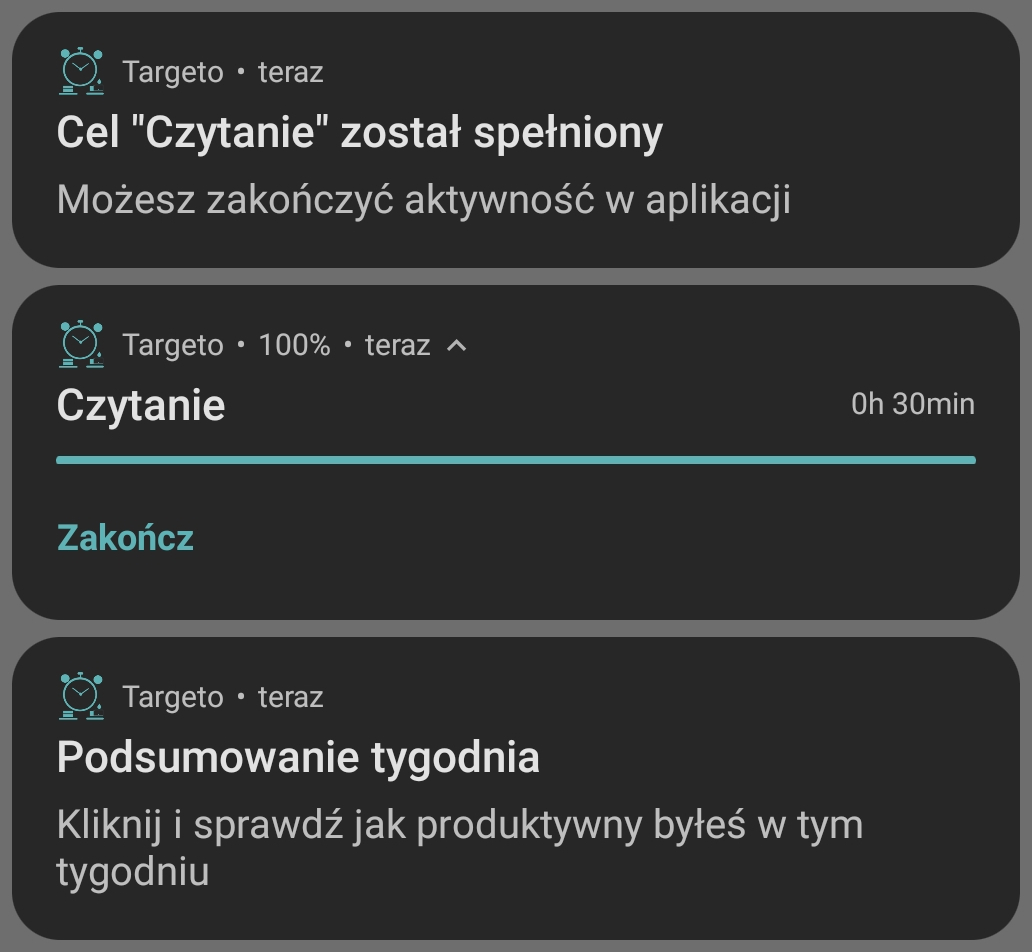 Targeto • teraz
Cel "Czytanie" został spełniony
Możesz zakończyć aktywność w aplikacji
Targeto • 100% • teraz
Czytanie 0h 30min
Zakończ
Targeto • teraz
Podsumowanie tygodnia
Kliknij i sprawdź jak produktywny byłeś w tym
tygodniu